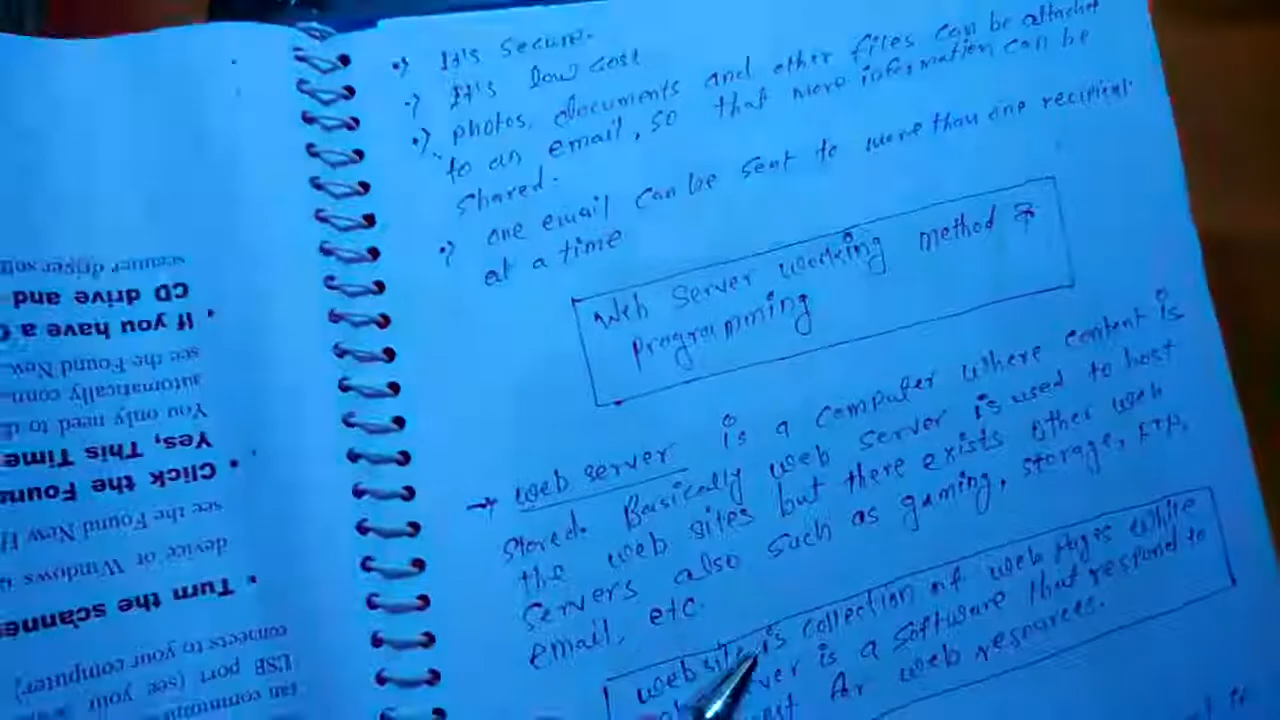 •) It's secure.
•) It's low cost
•) photos, documents and other files can be attached
to an email, so that more information can be
shared.
•) one email can be sent to more than one recipient
at a time
Web server working method &
programming
→ web server is a computer where content is
stored. Basically web server is used to host
the web sites but there exists other web
servers also such as gaming, storage, FTP,
email, etc.
website is collection of web pages while
is a software that respond to
for web resources.
scanner driver
CD drive and
• If you have a
see the Found New
automatically
You only need to
Yes, This Time
• Click the Found
see the Found New H
device or Windows
• Turn the scanner
connects to your computer)
USB port (see your
can